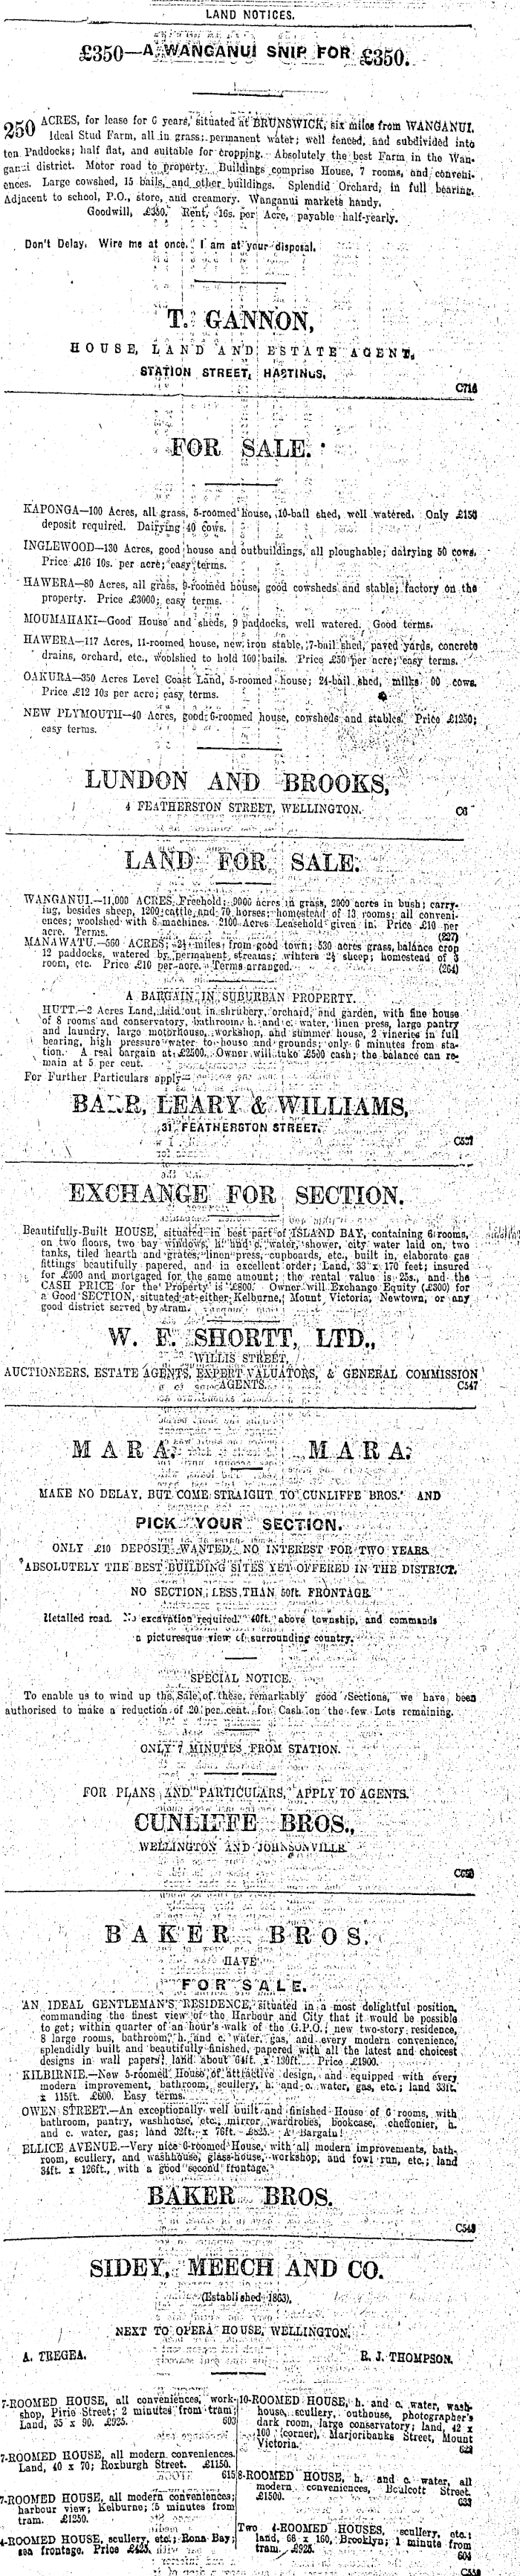 LAND NOTICES.
£350—A WANGANUI SNIP FOR £350.
250 ACRES, for lease for 6 years, situated at BRUNSWICK, six miles from WANGANUI.
Ideal Stud Farm, all in grass; permanent water; well fenced, and subdivided into
ten Paddocks; half flat, and suitable for cropping. Absolutely the best Farm in the Wan-
ganui district. Motor road to property. Buildings comprise House, 7 rooms, and conveni-
ences. Large cowshed, 15 bails, and other buildings. Splendid Orchard, in full bearing.
Adjacent to school, P.O., store, and creamery. Wanganui markets handy.
Goodwill, £350. Rent, 16s. per Acre, payable half-yearly.
Don't Delay. Wire me at once. I am at your disposal.
T. GANNON,
HOUSE, LAND AND ESTATE AGENT,
STATION STREET, HASTINGS.
C716
FOR SALE.
KAPONGA—100 Acres, all grass, 5-roomed house, 10-bail shed, well watered. Only £150
deposit required. Dairying 40 cows.
INGLEWOOD—130 Acres, good house and outbuildings, all ploughable; dairying 50 cows.
Price £16 10s. per acre; easy terms.
HAWERA—80 Acres, all grass, 9-roomed house, good cowsheds and stable; factory on the
property. Price £3000; easy terms.
MOUMAHAKI—Good House and sheds, 9 paddocks, well watered. Good terms.
HAWERA—117 Acres, 11-roomed house, new iron stable, 7-bail shed, paved yards, concrete
drains, orchard, etc., woolshed to hold 100 bails. Price £50 per acre; easy terms.
OAKURA—350 Acres Level Coast Land, 5-roomed house; 24-bail shed, milks 90 cows.
Price £12 10s per acre; easy terms.
NEW PLYMOUTH—40 Acres, good 6-roomed house, cowsheds and stables. Price £1250;
easy terms.
LUNDON AND BROOKS,
4 FEATHERSTON STREET, WELLINGTON.
C6
LAND FOR SALE.
WANGANUI.—11,000 ACRES Freehold; 9000 acres in grass, 2000 acres in bush; carry-
ing, besides sheep, 1200 cattle and 70 horses; homestead of 13 rooms; all conveni-
ences; woolshed with 8 machines. 2100 Acres Leasehold given in. Price £10 per
acre. Terms. (227)
MANAWATU.—560 ACRES; 2½ miles from good town; 530 acres grass, balance crop
12 paddocks, watered by permanent streams; winters 2½ sheep; homestead of 3
room, etc. Price £10 per acre. Terms arranged. (264)
A BARGAIN IN SUBURBAN PROPERTY.
HUTT.—2 Acres Land, laid out in shrubery, orchard, and garden, with fine house
of 8 rooms and conservatory, bathroom, h. and c. water, linen press, large pantry
and laundry, large motorhouse, workshop, and summer house, 2 vineries in full
bearing, high pressure water to house and grounds; only 6 minutes from sta-
tion. A real bargain at £2500. Owner will take £500 cash; the balance can re-
main at 5 per cent.
For Further Particulars apply—
BALR, LEARY & WILLIAMS,
31, FEATHERSTON STREET.
EXCHANGE FOR SECTION.
Beautifully-Built HOUSE, situated in best part of ISLAND BAY, containing 6 rooms,
on two floors, two bay windows, h. and c. water, shower, city water laid on, two
tanks, tiled hearth and grates, linen press, cupboards, etc., built in, elaborate gas
fittings beautifully papered, and in excellent order; Land, 33 x 170 feet; insured
for £500 and mortgaged for the same amount; the rental value is 25s., and the
CASH PRICE for the Property is £800. Owner will Exchange Equity (£300) for
a Good SECTION, situated at either Kelburne, Mount Victoria, Newtown, or any
good district served by tram.
W. E. SHORTT, LTD.,
WILLIS STREET,
AUCTIONEERS, ESTATE AGENTS, EXPERT VALUATORS, & GENERAL COMMISSION
AGENTS. C547
MARA. MARA.
MAKE NO DELAY, BUT COME STRAIGHT TO CUNLIFFE BROS.' AND
PICK YOUR SECTION.
ONLY £10 DEPOSIT WANTED. NO INTEREST FOR TWO YEARS.
ABSOLUTELY THE BEST BUILDING SITES YET OFFERED IN THE DISTRICT.
NO SECTION LESS THAN 50ft. FRONTAGE.
Metalled road. No excavation required. 40ft. above township, and commands
a picturesque view of surrounding country.
SPECIAL NOTICE.
To enable us to wind up the Sale of these remarkably good Sections, we have been
authorised to make a reduction of 20 per cent. for Cash on the few Lots remaining.
ONLY 7 MINUTES FROM STATION.
FOR PLANS AND PARTICULARS, APPLY TO AGENTS.
CUNLIFFE BROS.,
WELLINGTON AND JOHNSONVILLE.
BAKER BROS.
HAVE
FOR SALE.
AN IDEAL GENTLEMAN'S RESIDENCE, situated in a most delightful position,
commanding the finest view of the Harbour and City that it would be possible
to get; within quarter of an hour's walk of the G.P.O.; new two-story residence,
8 large rooms, bathroom, h. and c. water, gas, and every modern convenience,
splendidly built and beautifully finished, papered with all the latest and choicest
designs in wall papers; land about 64ft. x 130ft. Price £1900.
KILBIRNIE.—New 5-roomed House, of attractive design, and equipped with every
modern improvement, bathroom, scullery, h. and c. water, gas, etc.; land 33ft.
x 115ft. £600. Easy terms.
OWEN STREET.—An exceptionally well built and finished House of 6 rooms, with
bathroom, pantry, washhouse, etc., mirror, wardrobes, bookcase, cheffonier, h.
and c. water, gas; land 32ft. x 76ft. £825. A Bargain!
ELLICE AVENUE.—Very nice 6-roomed House, with all modern improvements, bath-
room, scullery, and washhouse, glass-house, workshop, and fowl run, etc.; land
34ft. x 126ft., with a good second frontage.
BAKER BROS.
C549
SIDEY, MEECH AND CO.
(Established 1863),
NEXT TO OPERA HOUSE, WELLINGTON.
A. TREGEA. R. J. THOMPSON.
7-ROOMED HOUSE, all conveniences, work-
shop, Pirie Street; 2 minutes from tram;
Land, 35 x 90. £925. 603
7-ROOMED HOUSE, all modern conveniences.
Land, 40 x 70; Roxburgh Street. £1150.
615
7-ROOMED HOUSE, all modern conveniences;
harbour view; Kelburne; 5 minutes from
tram. £1250.
4-ROOMED HOUSE, scullery, etc.; Rona Bay;
sea frontage. Price £425.
10-ROOMED HOUSE, h. and c. water, wash-
house, scullery, outhouse, photographer's
dark room, large conservatory; land, 42 x
100 (corner), Marjoribanks Street, Mount
Victoria.
8-ROOMED HOUSE, h. and c. water, all
modern conveniences, Boulcott Street.
£1500. 633
Two 4-ROOMED HOUSES, scullery, etc.;
land, 66 x 160, Brooklyn; 1 minute from
tram. £925. 604